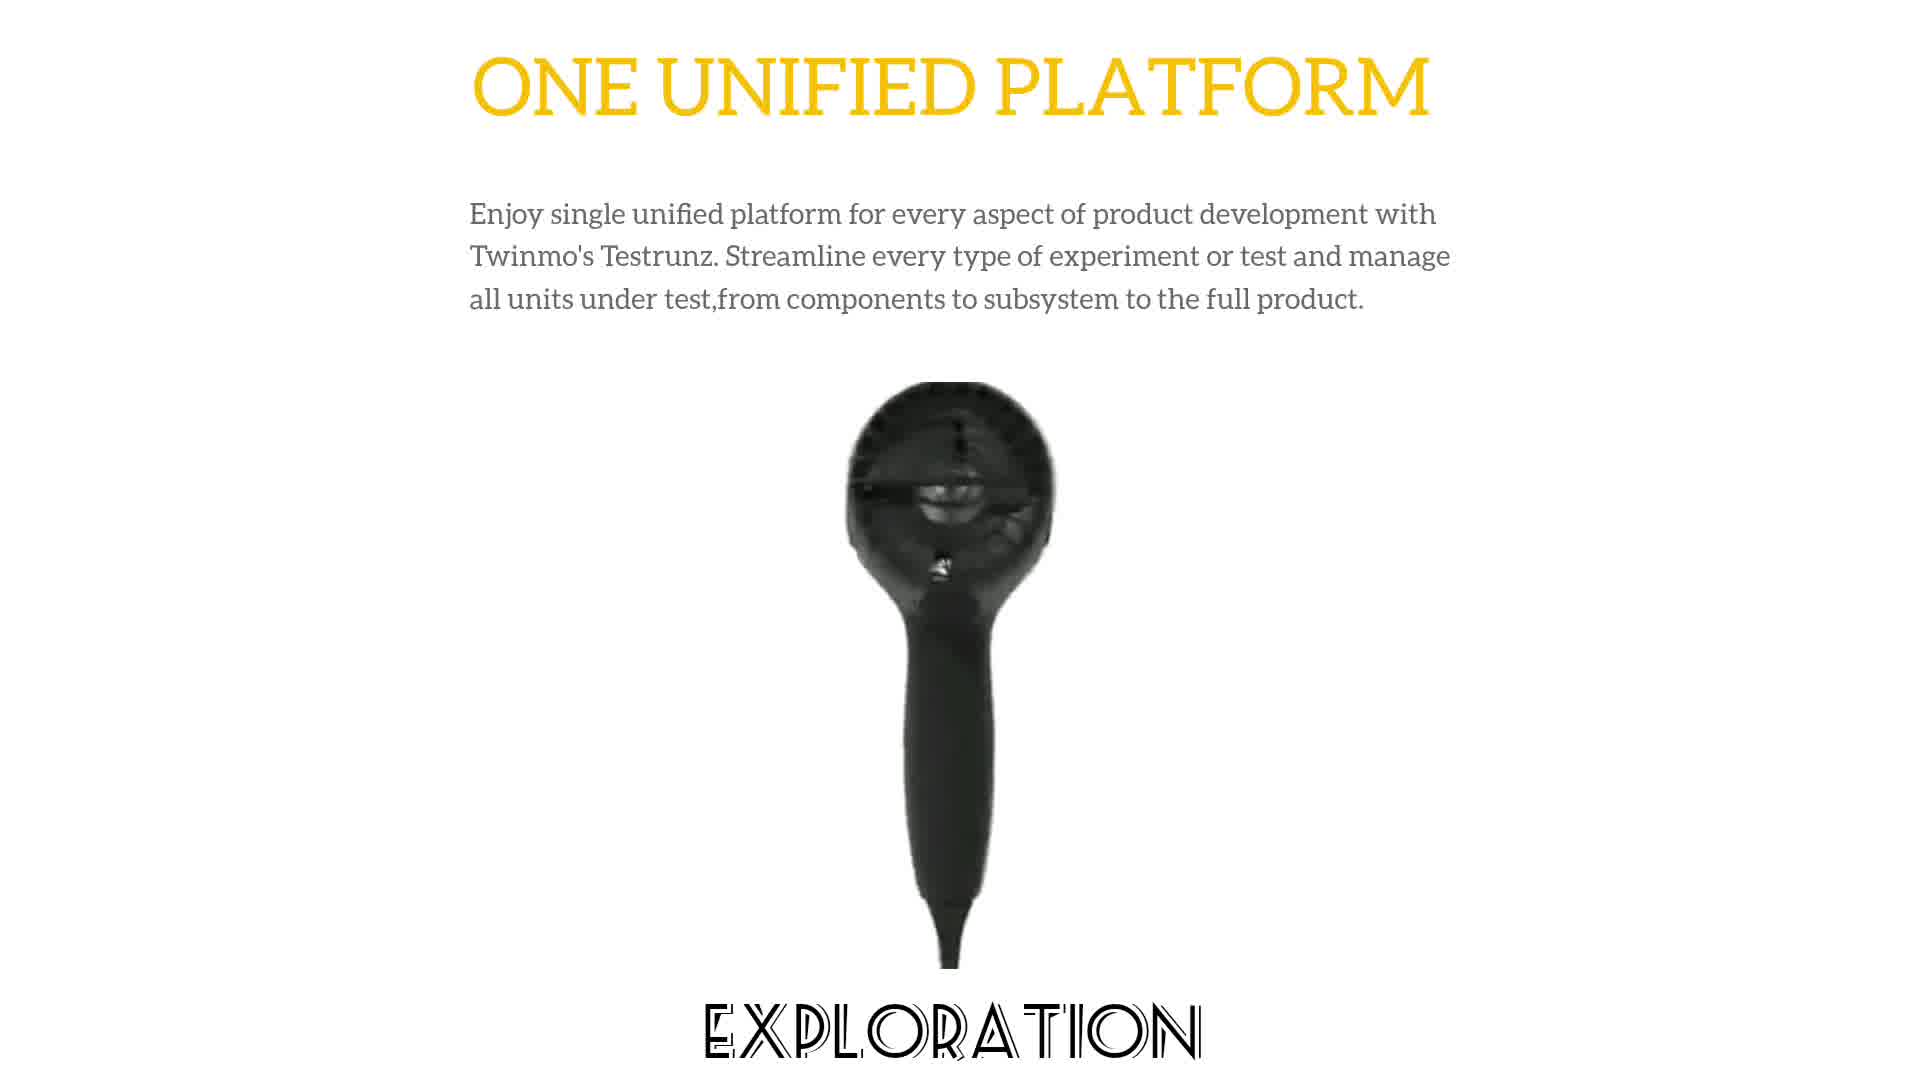 ONE UNIFIED PLATFORM
Enjoy single unified platform for every aspect of product development with
Twinmo's Testrunz. Streamline every type of experiment or test and manage
all units under test,from components to subsystem to the full product.
EXPLORATION